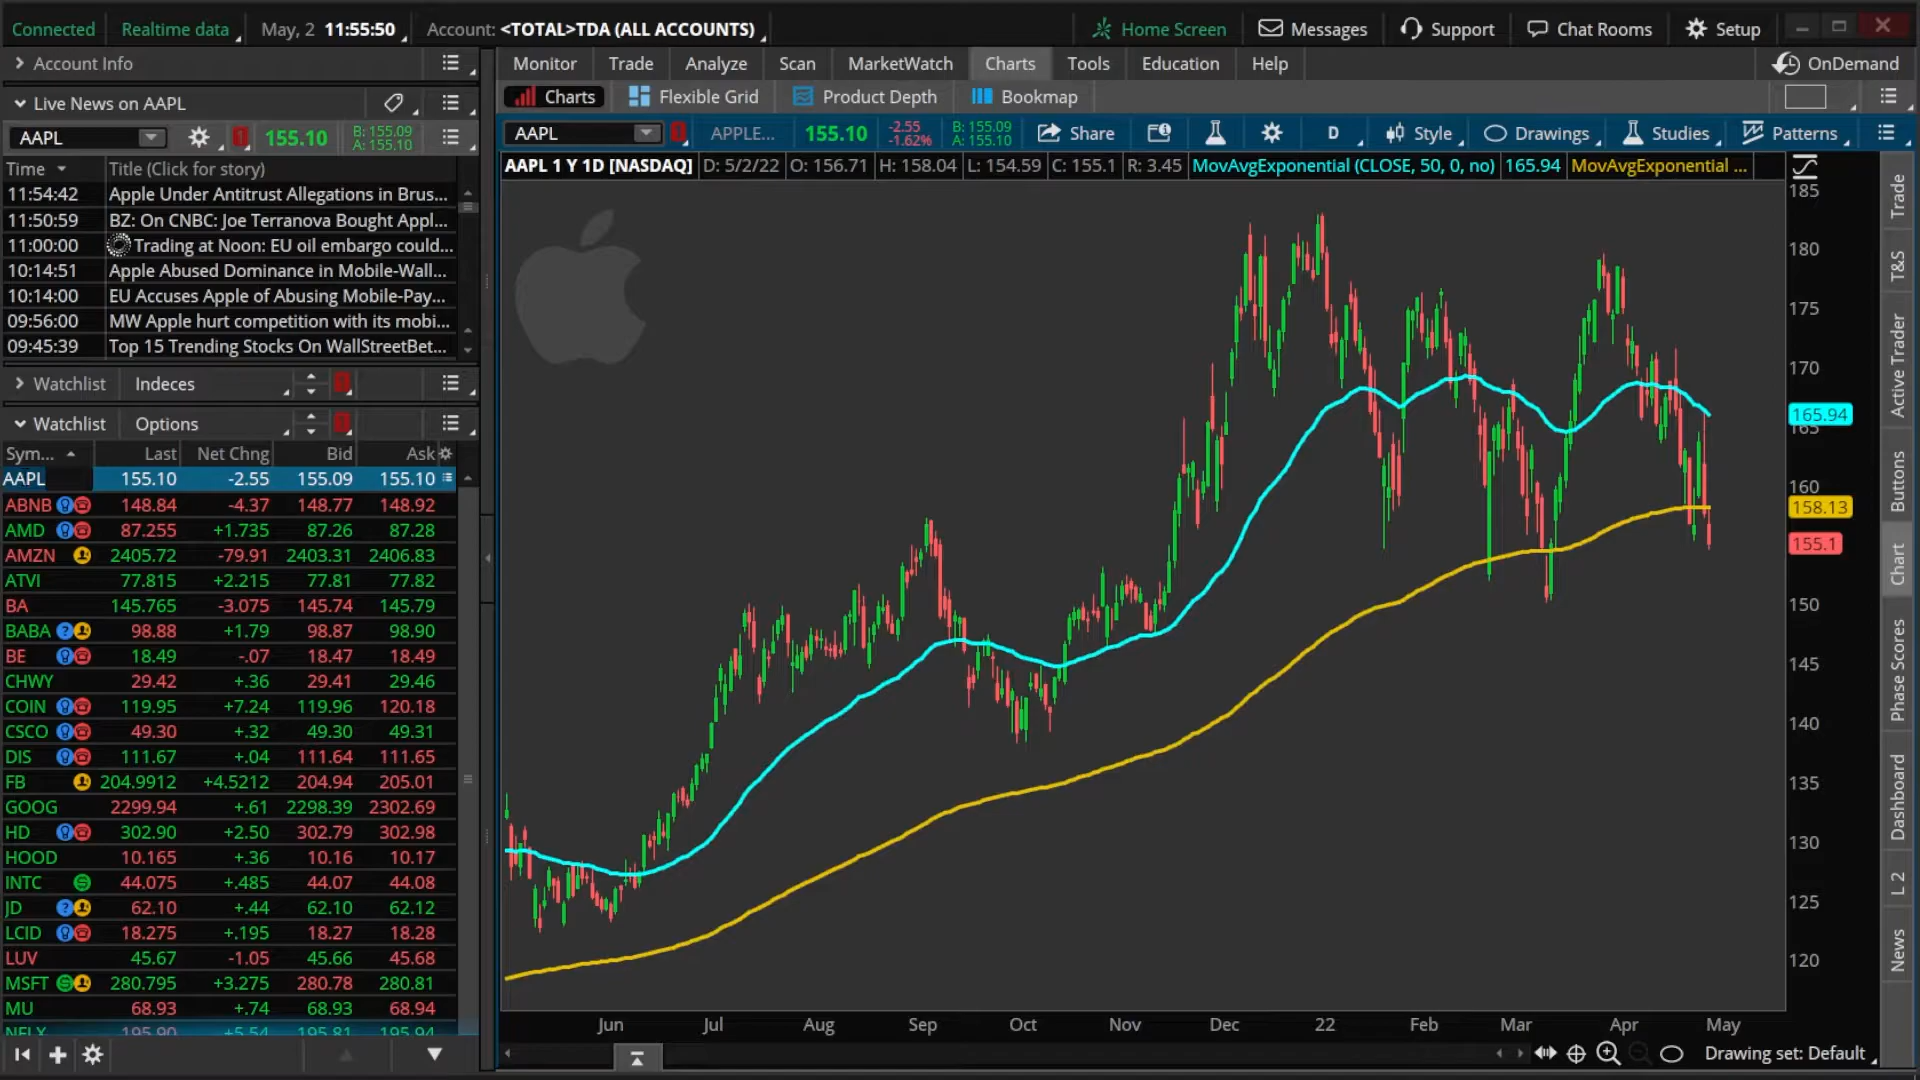 Connected Realtime data May, 2 11:55:50 Account: <TOTAL>TDA (ALL ACCOUNTS) Home Screen Messages Support Chat Rooms Setup
Account Info
Monitor Trade Analyze Scan MarketWatch Charts Tools Education Help OnDemand
Live News on AAPL
Charts Flexible Grid Product Depth Bookmap
AAPL 1 155.10 B: 155.09 A: 155.10
AAPL 1 APPLE... 155.10 -2.55 -1.62% B: 155.09 A: 155.10 Share D Style Drawings Studies Patterns
Time Title (Click for story)
11:54:42 Apple Under Antitrust Allegations in Brus...
11:50:59 BZ: On CNBC: Joe Terranova Bought Appl...
11:00:00 Trading at Noon: EU oil embargo could...
10:14:51 Apple Abused Dominance in Mobile-Wall...
10:14:00 EU Accuses Apple of Abusing Mobile-Pay...
09:56:00 MW Apple hurt competition with its mobi...
09:45:39 Top 15 Trending Stocks On WallStreetBet...
Watchlist Indeces
Watchlist Options
Sym... Last Net Chng Bid Ask
AAPL 155.10 -2.55 155.09 155.10
ABNB 148.84 -4.37 148.77 148.92
AMD 87.255 +1.735 87.26 87.28
AMZN 2405.72 -79.91 2403.31 2406.83
ATVI 77.815 +2.215 77.81 77.82
BA 145.765 -3.075 145.74 145.79
BABA 98.88 +1.79 98.87 98.90
BE 18.49 -.07 18.47 18.49
CHWY 29.42 +.36 29.41 29.46
COIN 119.95 +7.24 119.96 120.18
CSCO 49.30 +.32 49.30 49.31
DIS 111.67 +.04 111.64 111.65
FB 204.9912 +4.5212 204.94 205.01
GOOG 2299.94 +.61 2298.39 2302.69
HD 302.90 +2.50 302.79 302.98
HOOD 10.165 +.36 10.16 10.17
INTC 44.075 +.485 44.07 44.08
JD 62.10 +.44 62.10 62.12
LCID 18.275 +.195 18.27 18.28
LUV 45.67 -1.05 45.66 45.68
MSFT 280.795 +3.275 280.78 280.81
MU 68.93 +.74 68.93 68.94
NFLX 195.90 +5.54 195.81 195.94
AAPL 1 Y 1D [NASDAQ] D: 5/2/22 O: 156.71 H: 158.04 L: 154.59 C: 155.1 R: 3.45 MovAvgExponential (CLOSE, 50, 0, no) 165.94 MovAvgExponential ...
185
180
175
170
165.94
165
160
158.13
155.1
150
145
140
135
130
125
120
Jun Jul Aug Sep Oct Nov Dec 22 Feb Mar Apr May
Drawing set: Default
Trade
T&S
Active Trader
Buttons
Chart
Phase Scores
Dashboard
L 2
News